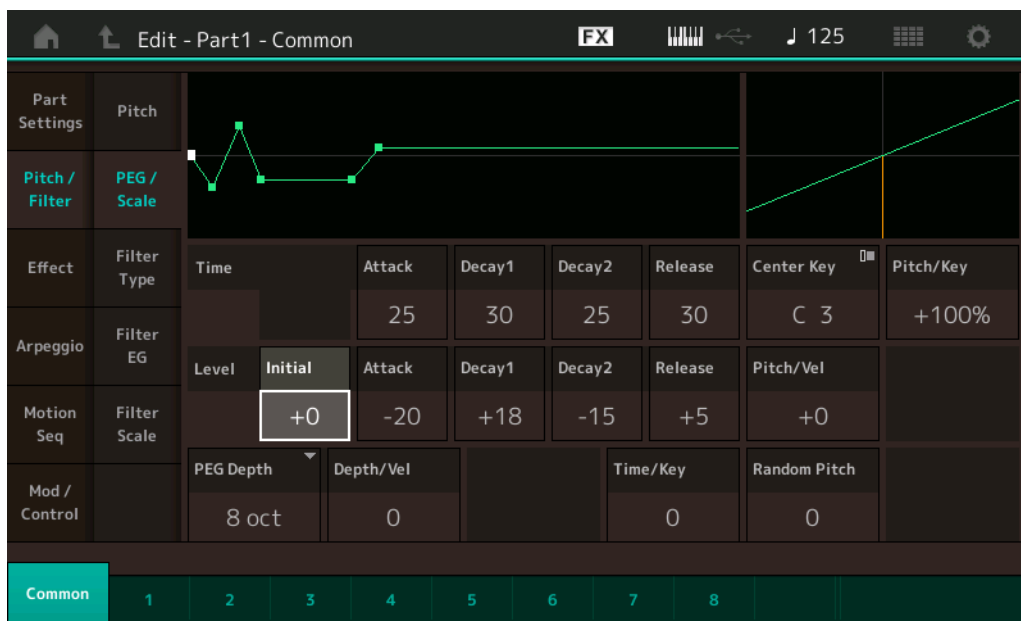 Edit - Part1 - Common
FX
♩ 125
Part
Settings
Pitch
Pitch /
Filter
PEG /
Scale
Effect
Filter
Type
Arpeggio
Filter
EG
Motion
Seq
Filter
Scale
Mod /
Control
Time
Attack
Decay1
Decay2
Release
Center Key
Pitch/Key
25
30
25
30
C 3
+100%
Level
Initial
Attack
Decay1
Decay2
Release
Pitch/Vel
+0
-20
+18
-15
+5
+0
PEG Depth
Depth/Vel
Time/Key
Random Pitch
8 oct
0
0
0
Common
1
2
3
4
5
6
7
8